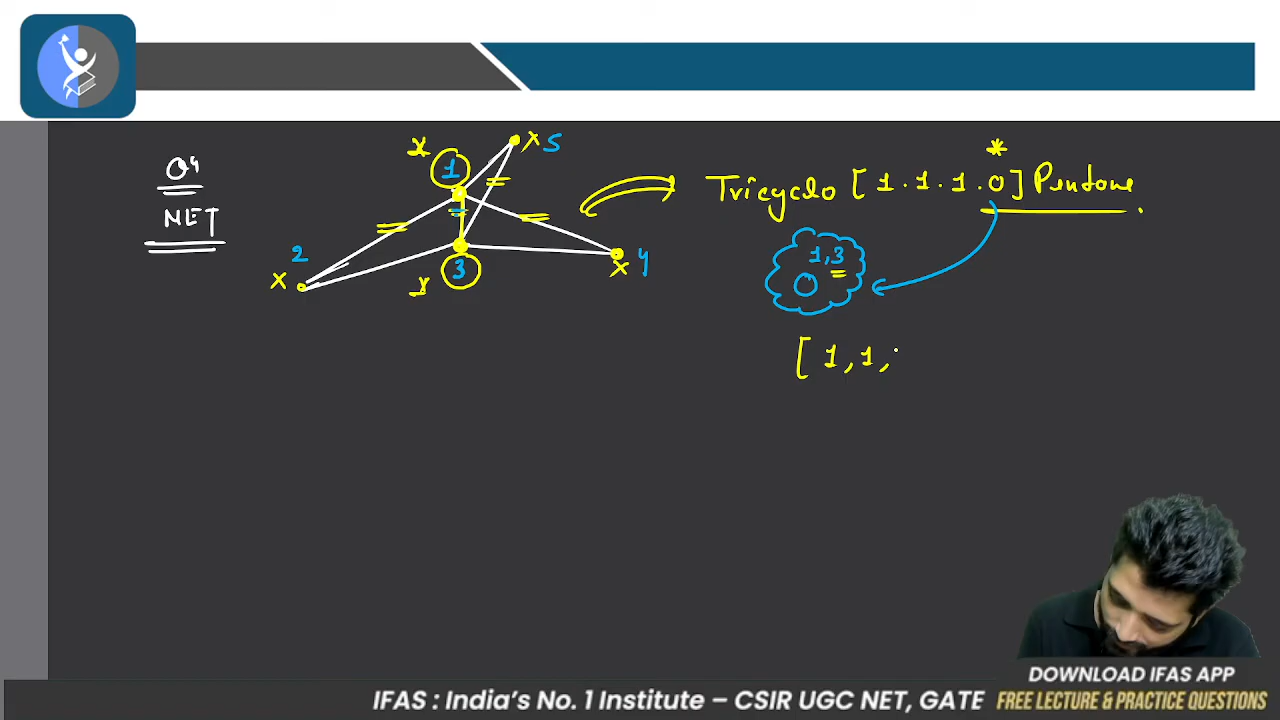 Q4
NET
x
1
x 5
2
x
3
x
x 4
Tricyclo [ 1.1.1.0 ] Pentane
*
1,3
0
[ 1, 1,
DOWNLOAD IFAS APP
IFAS : India's No. 1 Institute – CSIR UGC NET, GATE
FREE LECTURE & PRACTICE QUESTIONS